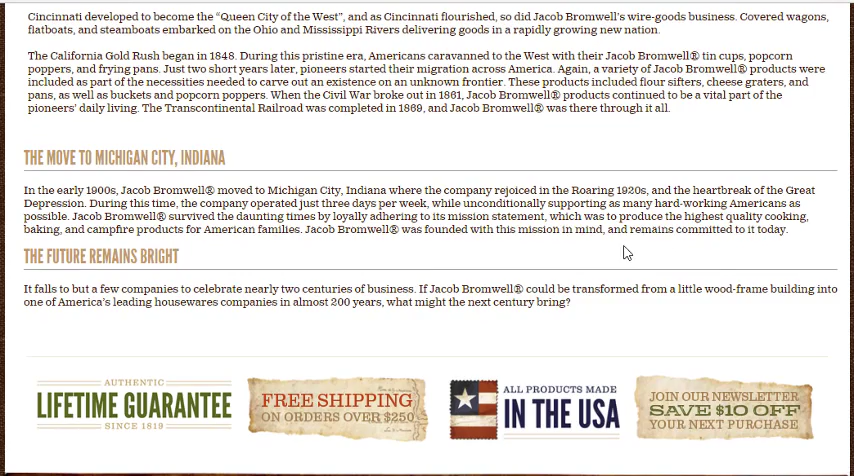 Cincinnati developed to become the “Queen City of the West”, and as Cincinnati flourished, so did Jacob Bromwell’s wire-goods business. Covered wagons,
flatboats, and steamboats embarked on the Ohio and Mississippi Rivers delivering goods in a rapidly growing new nation.
The California Gold Rush began in 1848. During this pristine era, Americans caravanned to the West with their Jacob Bromwell® tin cups, popcorn
poppers, and frying pans. Just two short years later, pioneers started their migration across America. Again, a variety of Jacob Bromwell® products were
included as part of the necessities needed to carve out an existence on an unknown frontier. These products included flour sifters, cheese graters, and
pans, as well as buckets and popcorn poppers. When the Civil War broke out in 1861, Jacob Bromwell® products continued to be a vital part of the
pioneers’ daily living. The Transcontinental Railroad was completed in 1869, and Jacob Bromwell® was there through it all.
THE MOVE TO MICHIGAN CITY, INDIANA
In the early 1900s, Jacob Bromwell® moved to Michigan City, Indiana where the company rejoiced in the Roaring 1920s, and the heartbreak of the Great
Depression. During this time, the company operated just three days per week, while unconditionally supporting as many hard-working Americans as
possible. Jacob Bromwell® survived the daunting times by loyally adhering to its mission statement, which was to produce the highest quality cooking,
baking, and campfire products for American families. Jacob Bromwell® was founded with this mission in mind, and remains committed to it today.
THE FUTURE REMAINS BRIGHT
It falls to but a few companies to celebrate nearly two centuries of business. If Jacob Bromwell® could be transformed from a little wood-frame building into
one of America’s leading housewares companies in almost 200 years, what might the next century bring?
AUTHENTIC
LIFETIME GUARANTEE
SINCE 1819
FREE SHIPPING
ON ORDERS OVER $250
ALL PRODUCTS MADE
IN THE USA
JOIN OUR NEWSLETTER
SAVE $10 OFF
YOUR NEXT PURCHASE